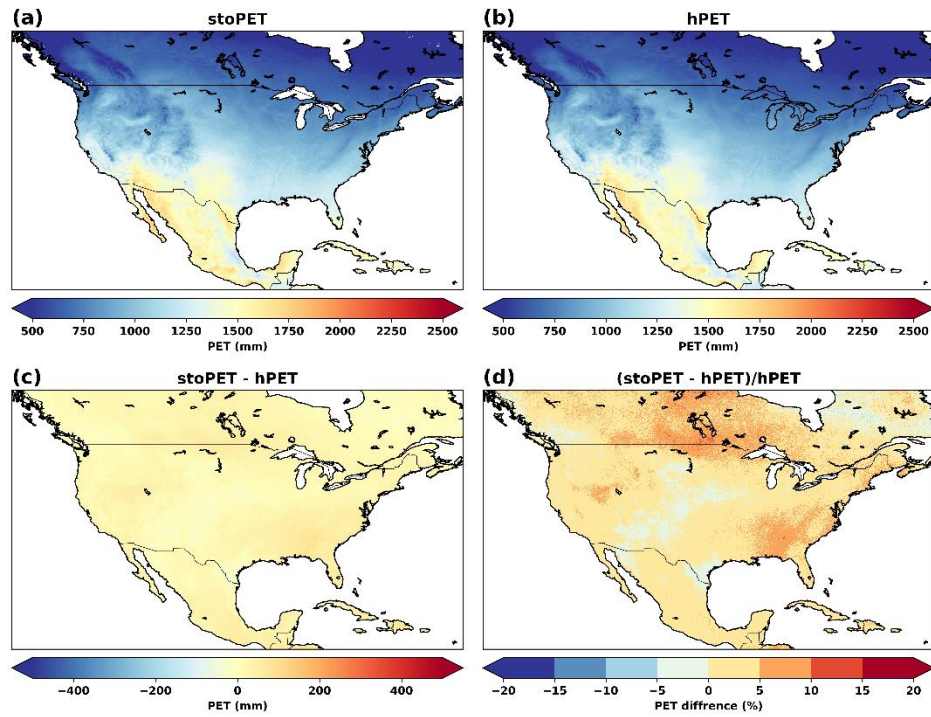 (a) stoPET
(b) hPET
500 750 1000 1250 1500 1750 2000 2250 2500
PET (mm)
500 750 1000 1250 1500 1750 2000 2250 2500
PET (mm)
(c) stoPET - hPET
(d) (stoPET - hPET)/hPET
−400 −200 0 200 400
PET (mm)
−20 −15 −10 −5 0 5 10 15 20
PET difference (%)